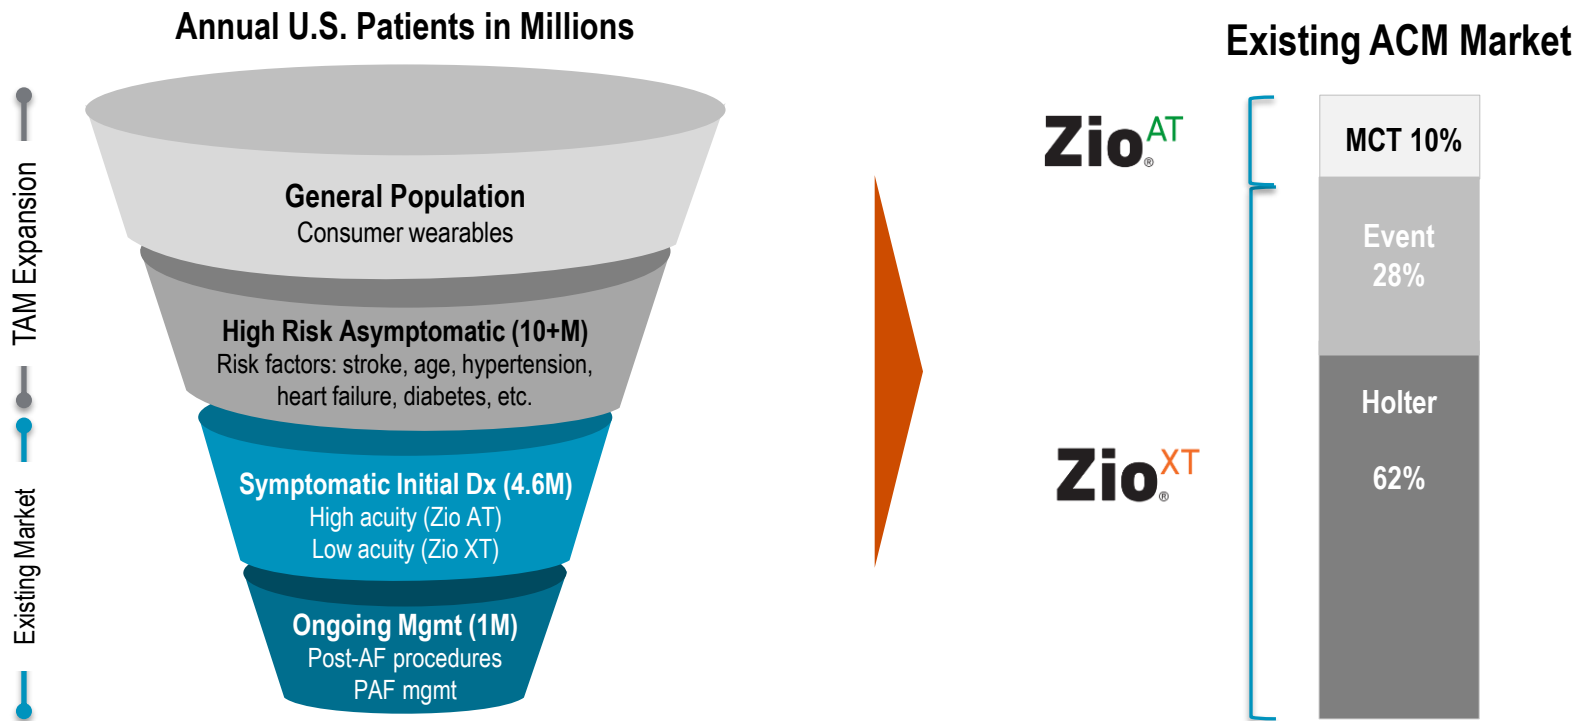 Annual U.S. Patients in Millions
TAM Expansion
Existing Market
General Population
Consumer wearables
High Risk Asymptomatic (10+M)
Risk factors: stroke, age, hypertension,
heart failure, diabetes, etc.
Symptomatic Initial Dx (4.6M)
High acuity (Zio AT)
Low acuity (Zio XT)
Ongoing Mgmt (1M)
Post-AF procedures
PAF mgmt
Existing ACM Market
Zio® AT
Zio® XT
MCT 10%
Event
28%
Holter
62%